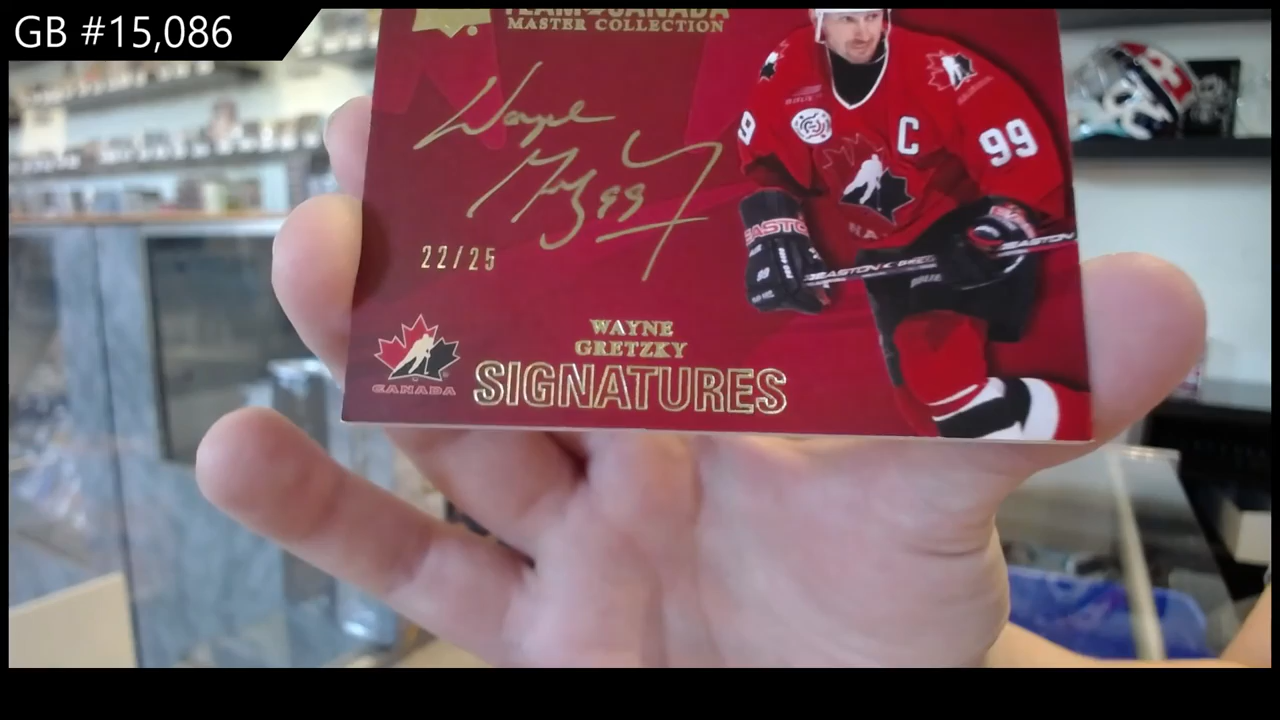 GB #15,086
TEAM CANADA
MASTER COLLECTION
Wayne
Gretzky 99
22/25
C
99
9
EASTON
EASTON
EASTON
WAYNE
GRETZKY
SIGNATURES
CANADA